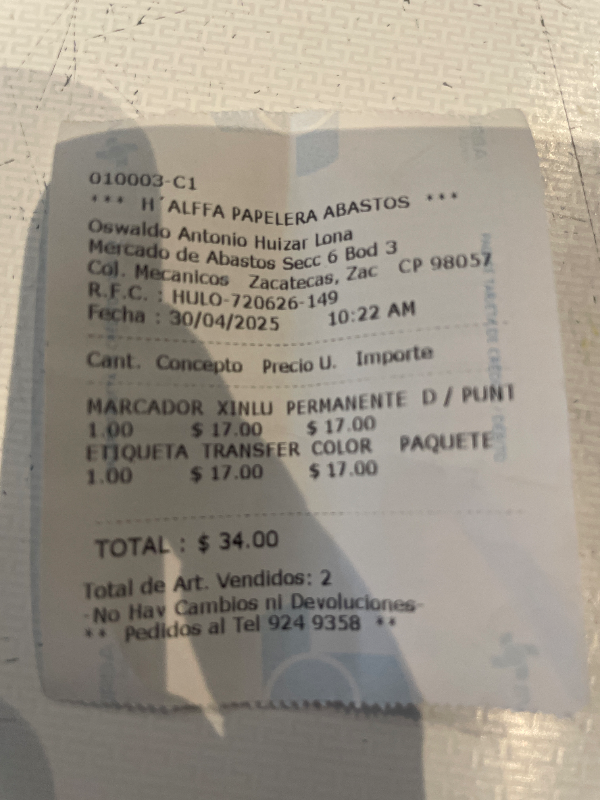 010003-C1
*** H´ALFFA PAPELERA ABASTOS ***
Oswaldo Antonio Huizar Lona
Mercado de Abastos Secc 6 Bod 3
Col. Mecanicos Zacatecas, Zac CP 98057
R.F.C. : HULO-720626-149
Fecha : 30/04/2025 10:22 AM
Cant. Concepto Precio U. Importe
MARCADOR XINLU PERMANENTE D / PUNT
1.00 $ 17.00 $ 17.00
ETIQUETA TRANSFER COLOR PAQUETE
1.00 $ 17.00 $ 17.00
TOTAL : $ 34.00
Total de Art. Vendidos: 2
-No Hay Cambios ni Devoluciones-
** Pedidos al Tel 924 9358 **